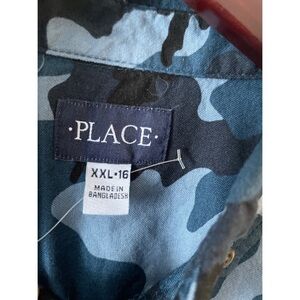 ·PLACE·
XXL·16
MADE IN
BANGLADESH